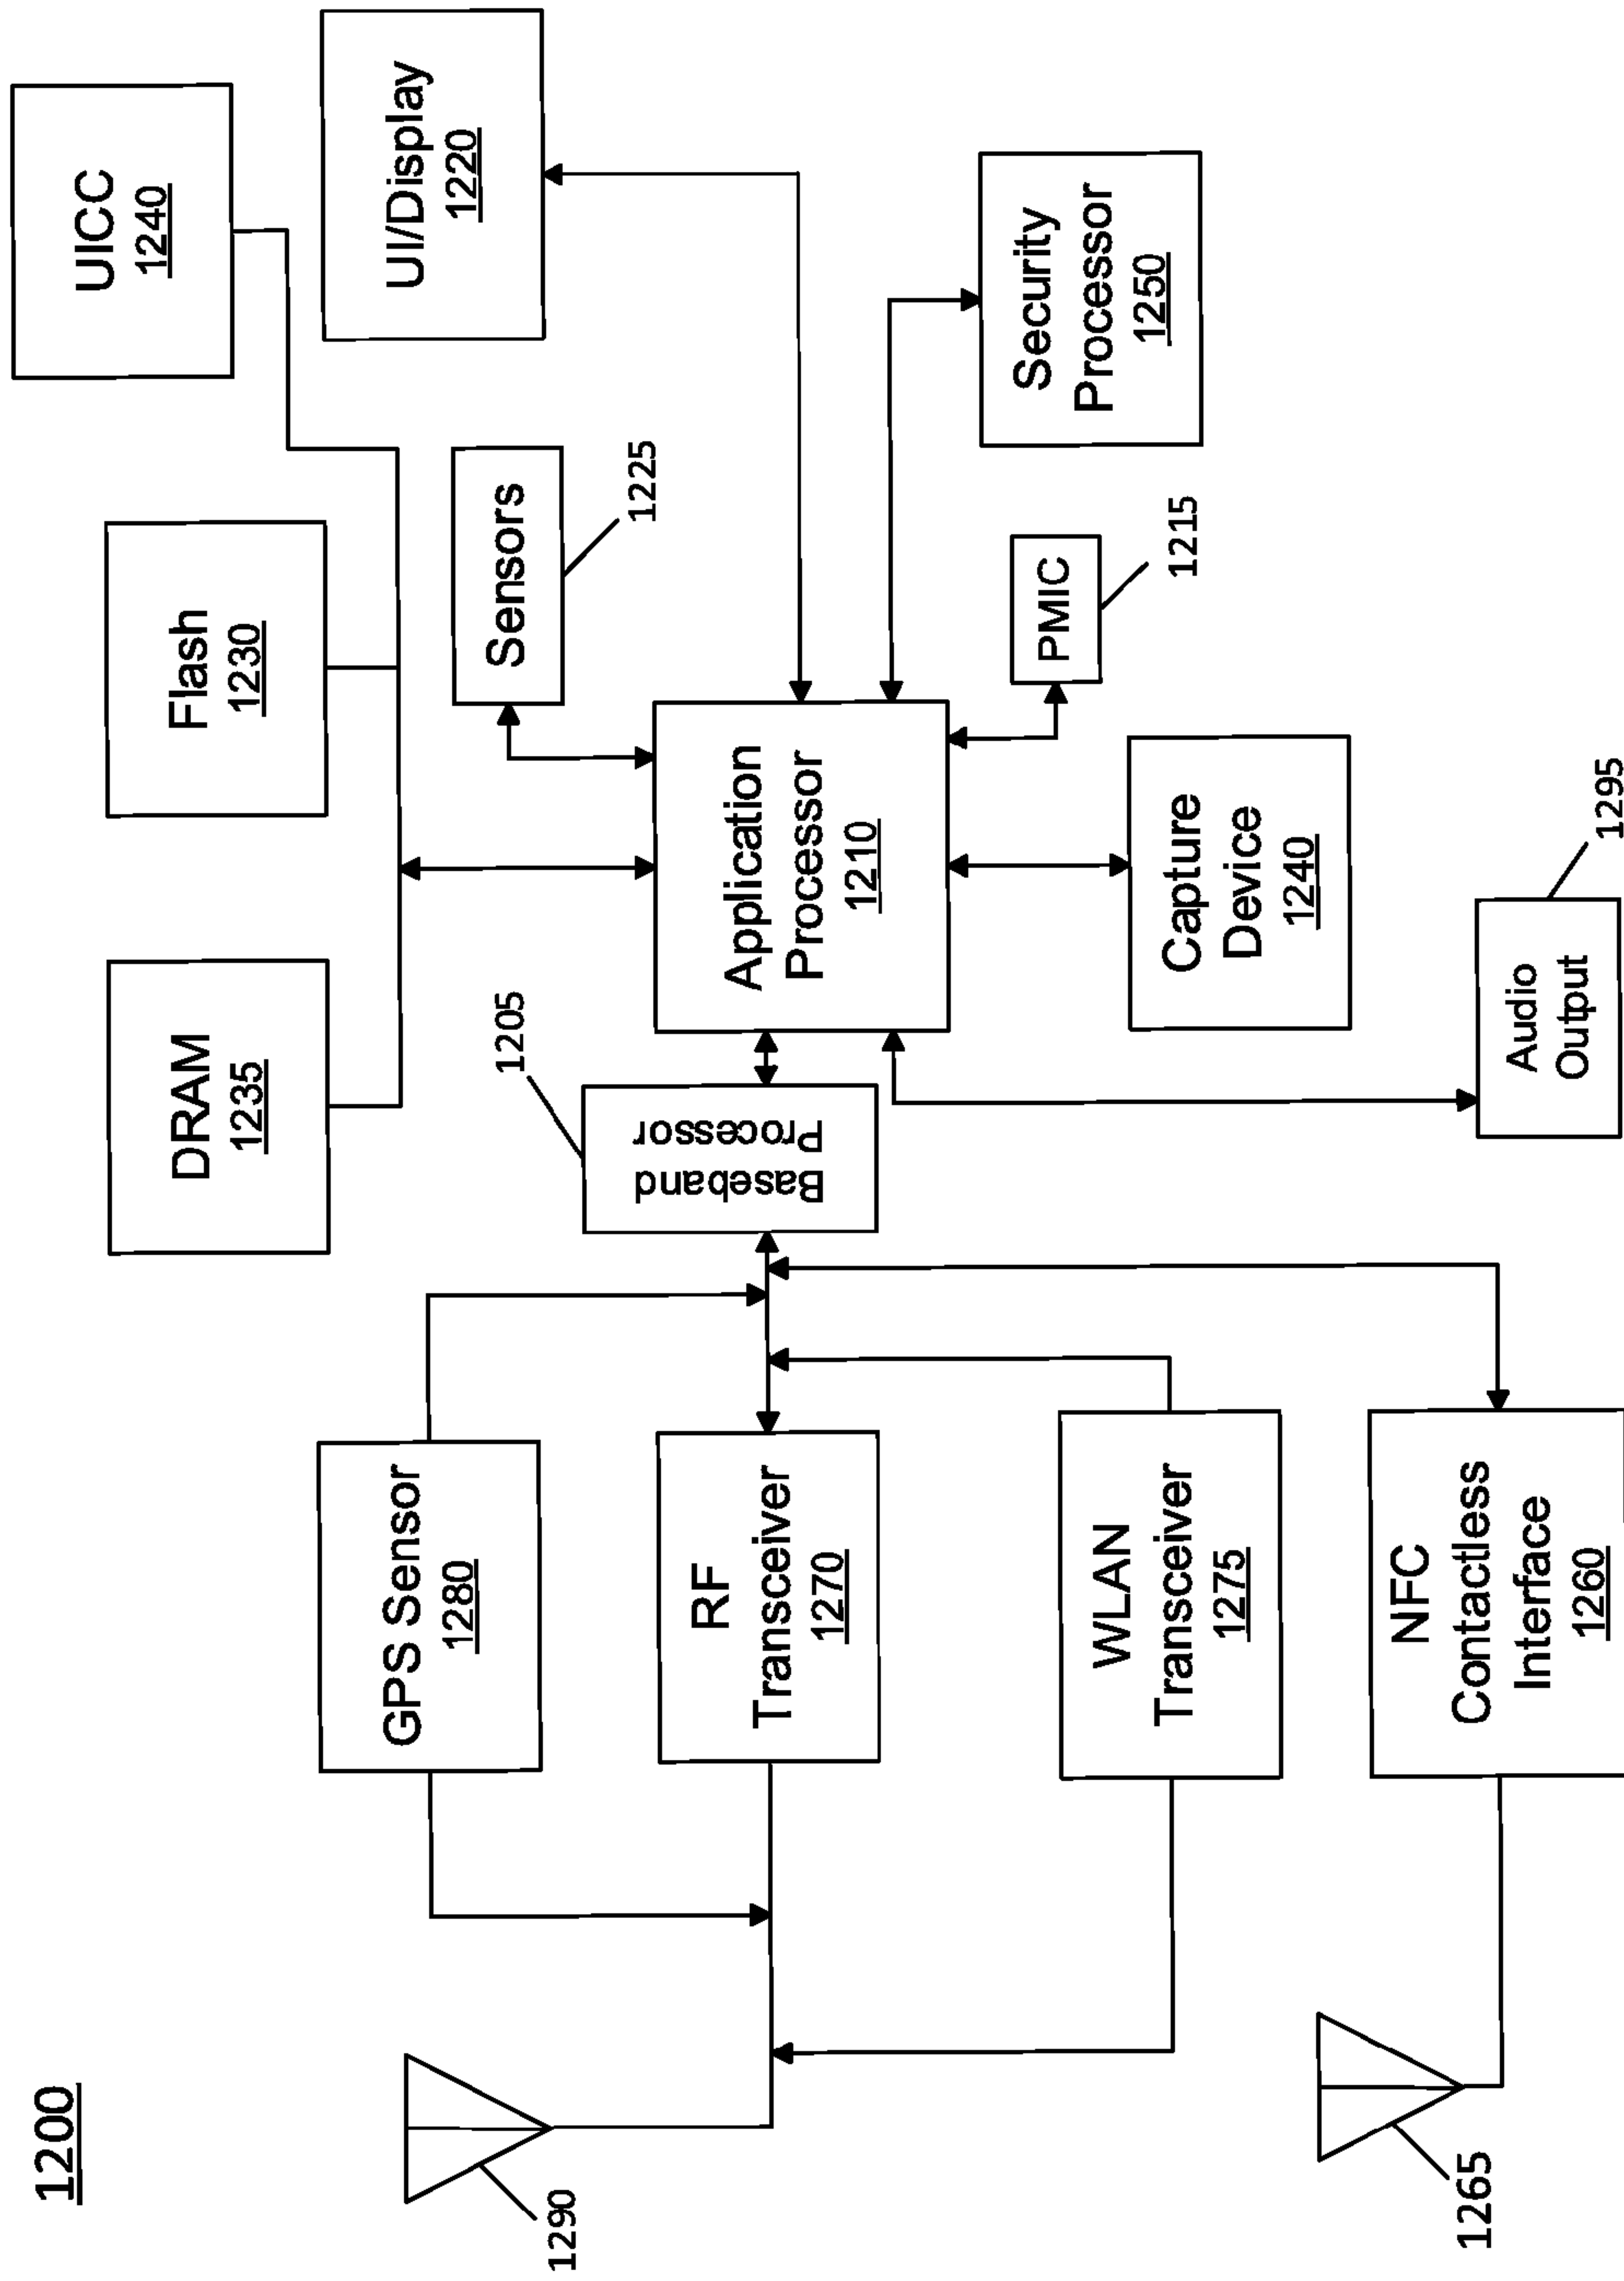 1200
DRAM
1235
Flash
1230
UICC
1240
UI/Display
1220
Sensors
1225
GPS Sensor
1280
1290
1205
Baseband
Processor
Application
Processor
1210
RF
Transceiver
1270
Security
Processor
1250
PMIC
1215
WLAN
Transceiver
1275
Capture
Device
1240
NFC
Contactless
Interface
1260
1265
Audio
Output
1295